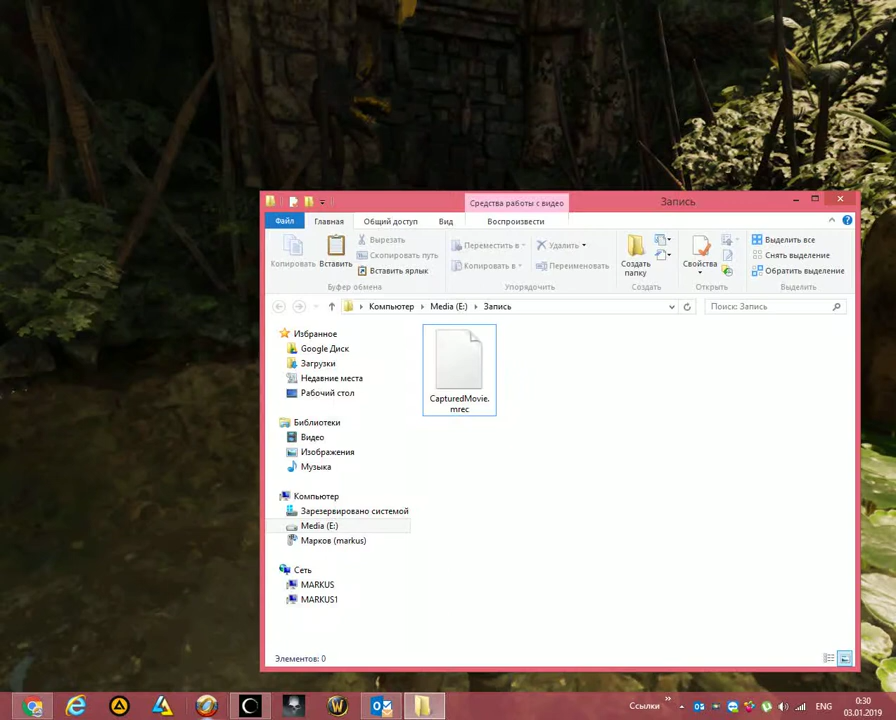 Средства работы с видео
Запись
Файл
Главная
Общий доступ
Вид
Воспроизвести
Копировать
Вставить
Вырезать
Скопировать путь
Вставить ярлык
Буфер обмена
Переместить в
Копировать в
Удалить
Переименовать
Упорядочить
Создать
папку
Создать
Свойства
Открыть
Выделить все
Снять выделение
Обратить выделение
Выделить
Компьютер
Media (E:)
Запись
Поиск: Запись
Избранное
Google Диск
Загрузки
Недавние места
Рабочий стол
Библиотеки
Видео
Изображения
Музыка
Компьютер
Зарезервировано системой
Media (E:)
Марков (markus)
Сеть
MARKUS
MARKUS1
CapturedMovie.
mrec
Элементов: 0
Ссылки
ENG
0:30
03.01.2019